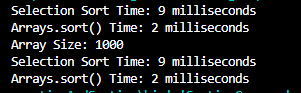 Selection Sort Time: 9 milliseconds
Arrays.sort() Time: 2 milliseconds
Array Size: 1000
Selection Sort Time: 9 milliseconds
Arrays.sort() Time: 2 milliseconds